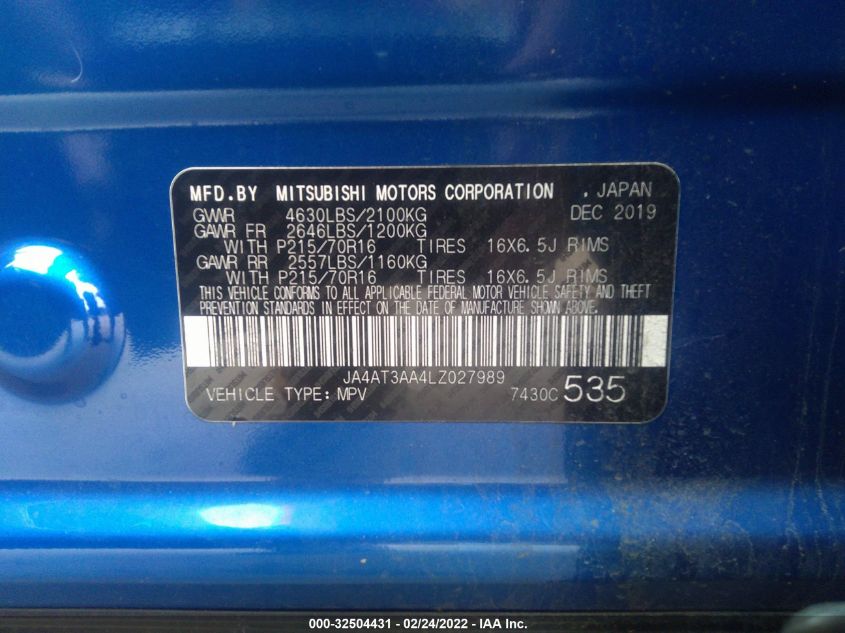 MFD.BY MITSUBISHI MOTORS CORPORATION . JAPAN
GVWR 4630LBS/2100KG DEC 2019
GAWR FR 2646LBS/1200KG
WITH P215/70R16 TIRES 16X6.5J RIMS
GAWR RR 2557LBS/1160KG
WITH P215/70R16 TIRES 16X6.5J RIMS
THIS VEHICLE CONFORMS TO ALL APPLICABLE FEDERAL MOTOR VEHICLE SAFETY AND THEFT
PREVENTION STANDARDS IN EFFECT ON THE DATE OF MANUFACTURE SHOWN ABOVE.
JA4AT3AA4LZ027989
VEHICLE TYPE: MPV 7430C 535
000-32504431 - 02/24/2022 - IAA Inc.